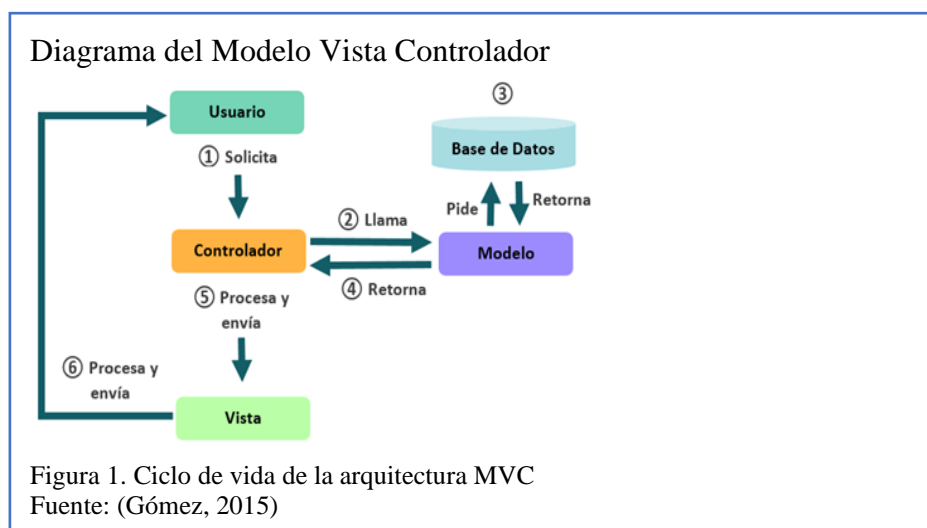 Diagrama del Modelo Vista Controlador
③
Usuario
Base de Datos
① Solicita
Pide
Retorna
② Llama
Controlador
Modelo
④ Retorna
⑤ Procesa y
envía
⑥ Procesa y
envía
Vista
Figura 1. Ciclo de vida de la arquitectura MVC
Fuente: (Gómez, 2015)